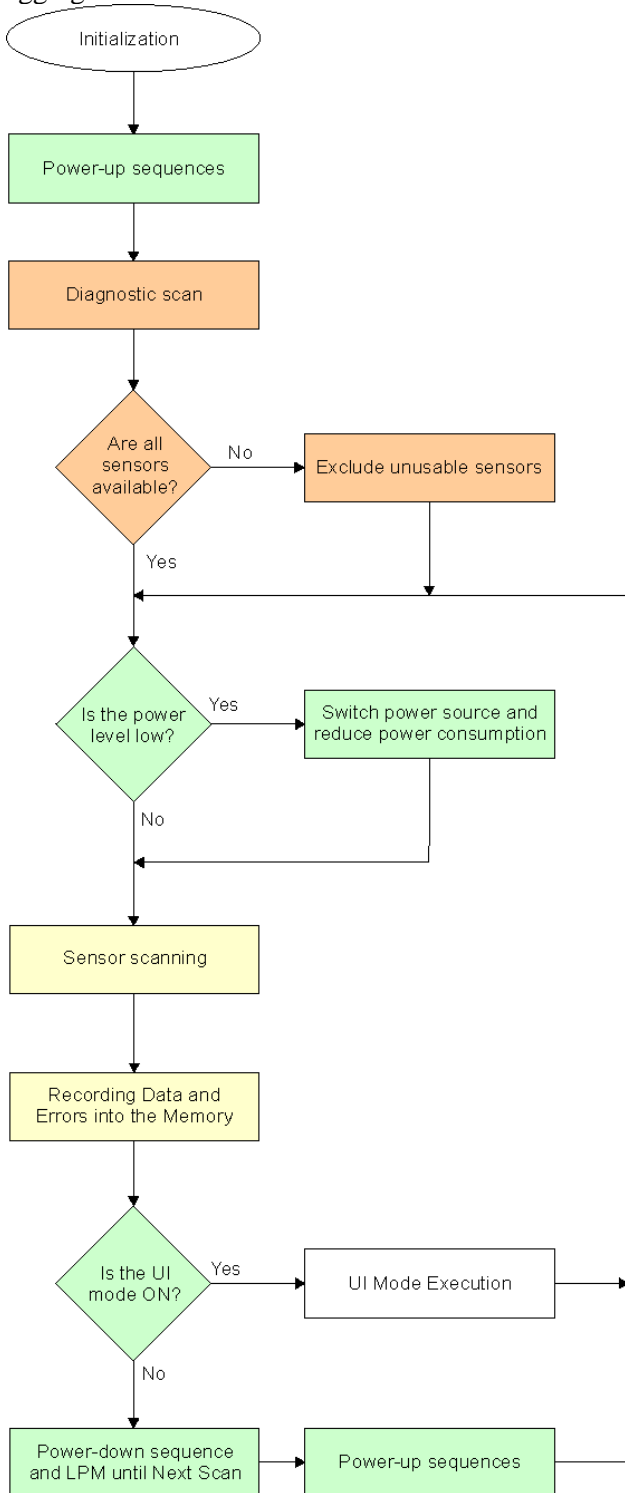 Initialization
Power-up sequences
Diagnostic scan
Are all
sensors
available?
No
Exclude unusable sensors
Yes
Is the power
level low?
Yes
Switch power source and
reduce power consumption
No
Sensor scanning
Recording Data and
Errors into the Memory
Is the UI
mode ON?
Yes
UI Mode Execution
No
Power-down sequence
and LPM until Next Scan
Power-up sequences